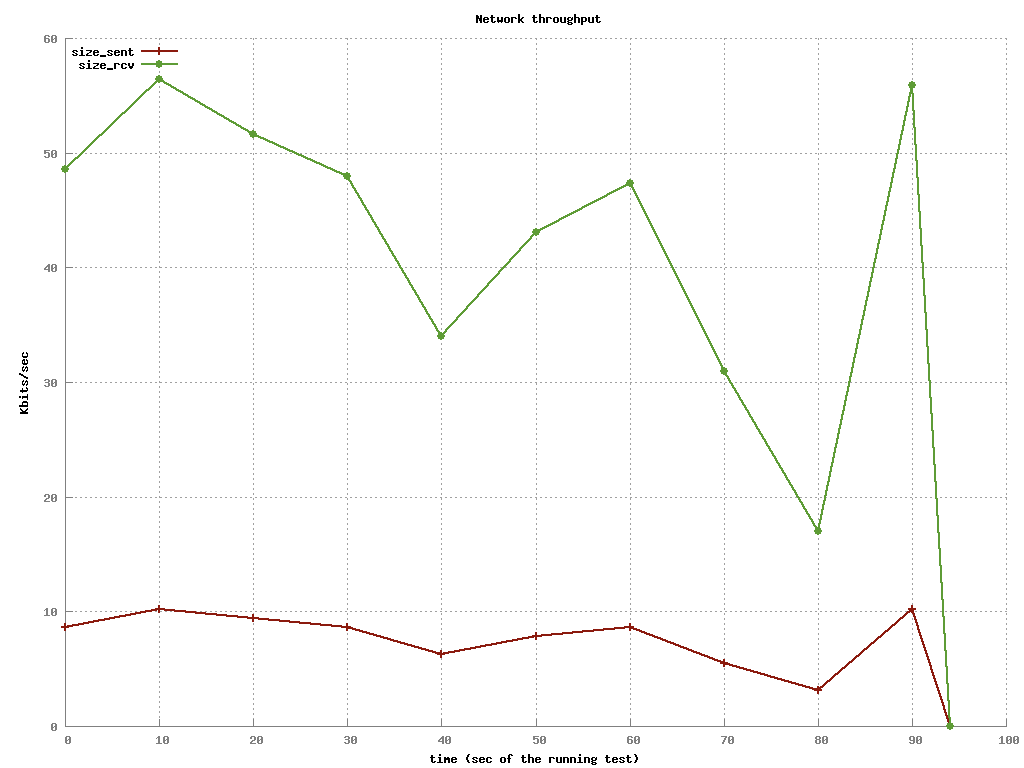 Network throughput
60
size_sent
size_rcv
50
40
30
20
10
0
Kbits/sec
0 10 20 30 40 50 60 70 80 90 100
time (sec of the running test)